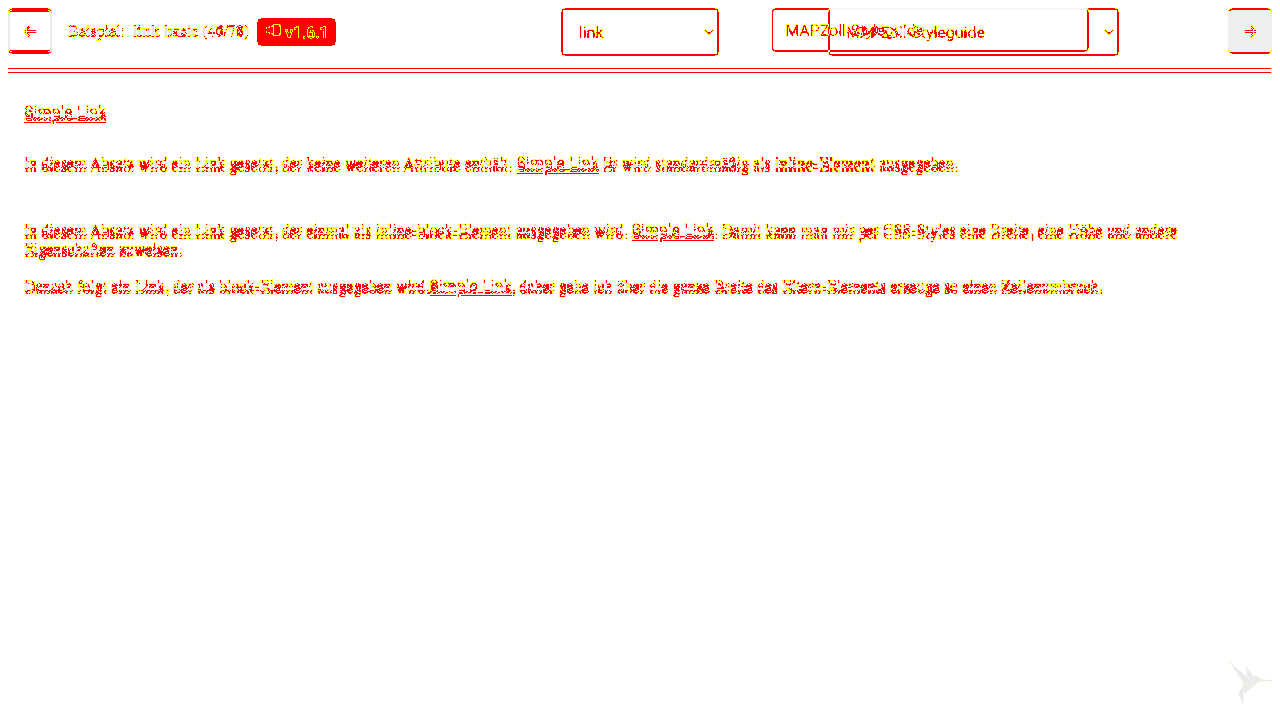 ⇐ Beispiel: link basic (40/78) v1.6.1 link MAPZoll-Styleguide ⇒
Simple Link
In diesem Absatz wird ein Link gesetzt, der keine weiteren Attribute enthält. Simple Link Er wird standardmäßig als inline-Element ausgegeben.
In diesem Absatz wird ein Link gesetzt, der einmal als inline-block-Element ausgegeben wird. Simple Link. Damit kann man mir per CSS-Styles eine Breite, eine Höhe und andere
Eigenschaften zuweisen.
Danach folgt ein Link, der als block-Element ausgegeben wird.Simple Link, daher gehe ich über die ganze Breite des Eltern-Elements erzeuge so einen Zeilenumbruch.